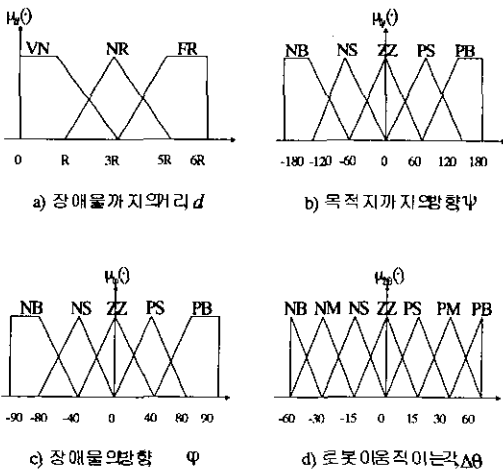 μd(·)
VN NR FR
0 R 3R 5R 6R
a) 장애물까지의거리, d
μψ(·)
NB NS ZZ PS PB
-180 -120 -60 0 60 120 180
b) 목적지까지의방향, ψ
μφ(·)
NB NS ZZ PS PB
-90 -80 -40 0 40 80 90
c) 장애물의방향 φ
(·)
NB NM NS ZZ PS PM PB
-60 -30 -15 0 15 30 60
d) 로봇이움직이는각, Δθ